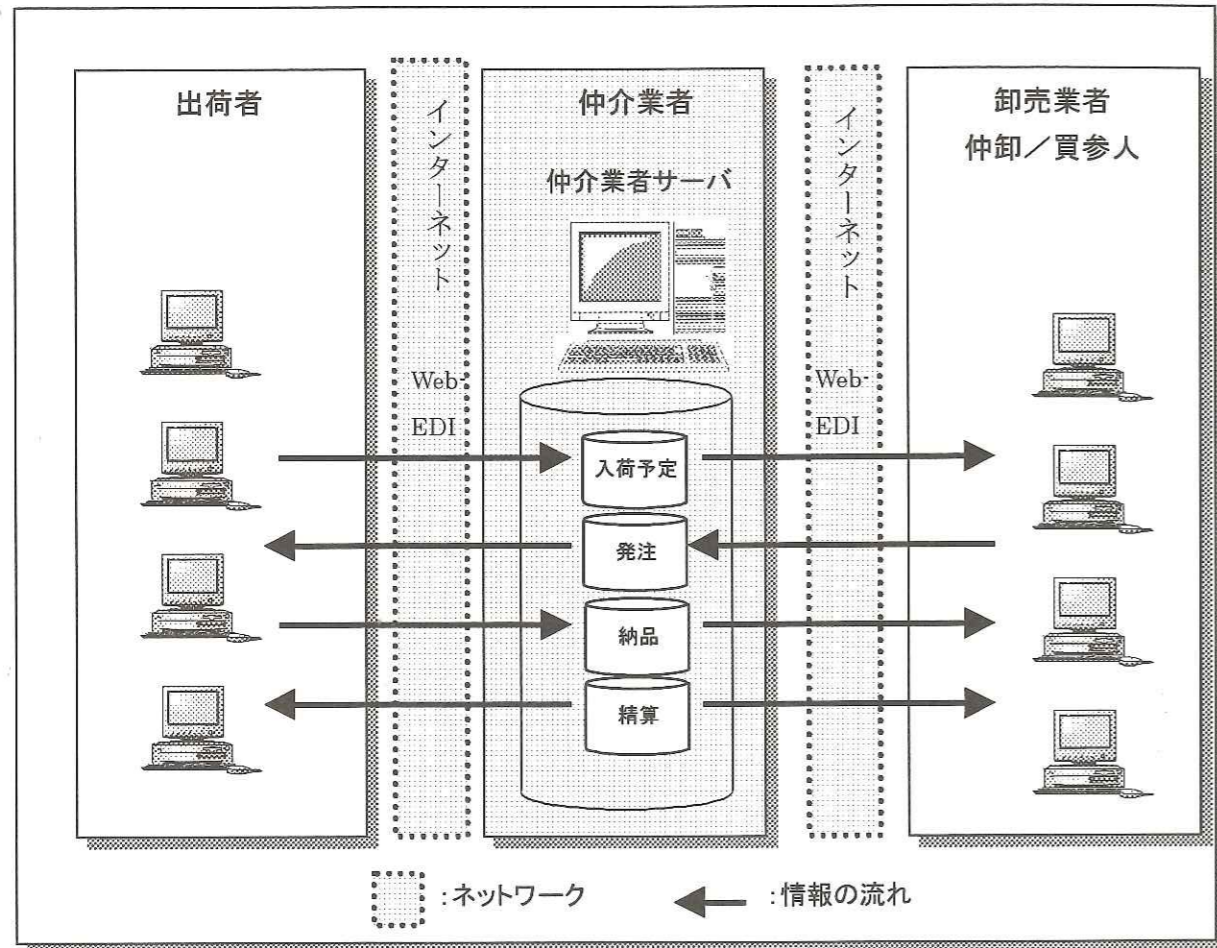 出荷者
インターネット
Web-
EDI
仲介業者
仲介業者サーバ
入荷予定
発注
納品
精算
インターネット
Web-
EDI
卸売業者
仲卸／買参人
:ネットワーク
:情報の流れ